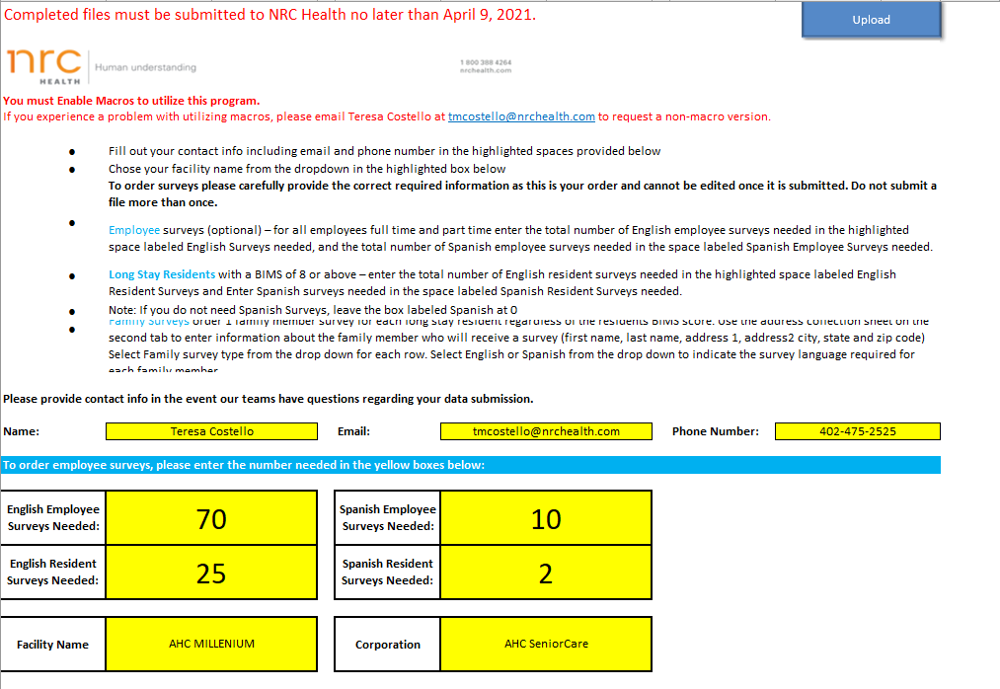 Completed files must be submitted to NRC Health no later than April 9, 2021.
Upload
nrc
HEALTH
Human understanding
1 800 388 4264
nrchealth.com
You must Enable Macros to utilize this program.
If you experience a problem with utilizing macros, please email Teresa Costello at tmcostello@nrchealth.com to request a non-macro version.
• Fill out your contact info including email and phone number in the highlighted spaces provided below
• Chose your facility name from the dropdown in the highlighted box below
To order surveys please carefully provide the correct required information as this is your order and cannot be edited once it is submitted. Do not submit a
file more than once.
• Employee surveys (optional) – for all employees full time and part time enter the total number of English employee surveys needed in the highlighted
space labeled English Surveys needed, and the total number of Spanish employee surveys needed in the space labeled Spanish Employee Surveys needed.
• Long Stay Residents with a BIMS of 8 or above – enter the total number of English resident surveys needed in the highlighted space labeled English
Resident Surveys and Enter Spanish surveys needed in the space labeled Spanish Resident Surveys needed.
• Note: If you do not need Spanish Surveys, leave the box labeled Spanish at 0
• Family Surveys order 1 family member survey for each long stay resident regardless of the residents BIMS score. Use the address collection sheet on the
second tab to enter information about the family member who will receive a survey (first name, last name, address 1, address2 city, state and zip code)
Select Family survey type from the drop down for each row. Select English or Spanish from the drop down to indicate the survey language required for
each family member
Please provide contact info in the event our teams have questions regarding your data submission.
Name: Teresa Costello Email: tmcostello@nrchealth.com Phone Number: 402-475-2525
To order employee surveys, please enter the number needed in the yellow boxes below:
English Employee
Surveys Needed:
70
Spanish Employee
Surveys Needed:
10
English Resident
Surveys Needed:
25
Spanish Resident
Surveys Needed:
2
Facility Name AHC MILLENIUM Corporation AHC SeniorCare